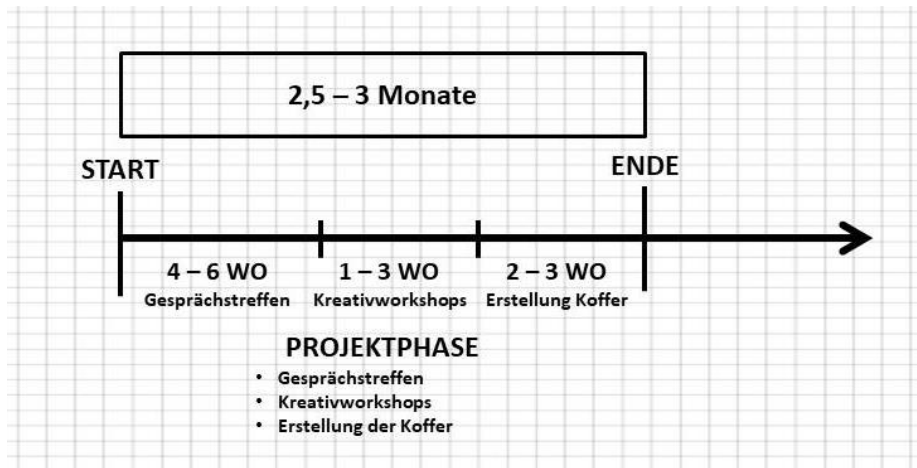 2,5 – 3 Monate
START
ENDE
4 – 6 WO
1 – 3 WO
2 – 3 WO
Gesprächstreffen
Kreativworkshops
Erstellung Koffer
PROJEKTPHASE
• Gesprächstreffen
• Kreativworkshops
• Erstellung der Koffer